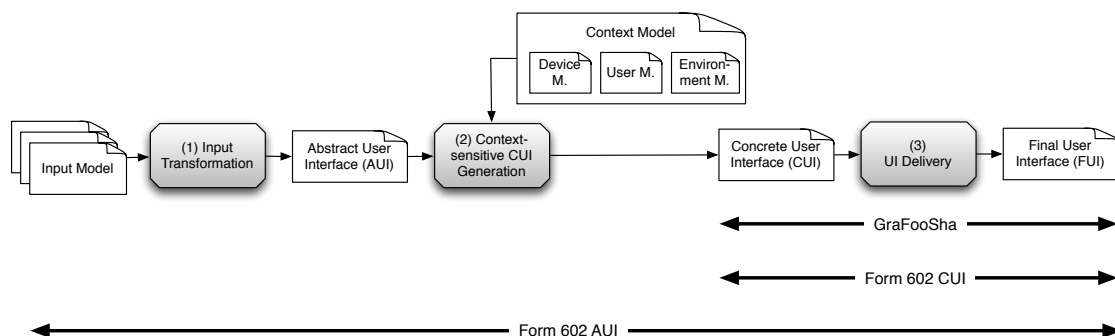 Context Model
Device
M.
User M.
Environ-
ment M.
Input Model
(1) Input
Transformation
Abstract User
Interface (AUI)
(2) Context-
sensitive CUI
Generation
Concrete User
Interface (CUI)
(3)
UI Delivery
Final User
Interface (FUI)
GraFooSha
Form 602 CUI
Form 602 AUI